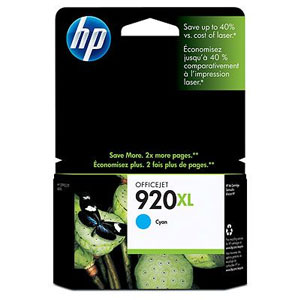 hp
Save up to 40%
vs. cost of laser.*
Économisez
jusqu'à 40 %
comparativement
à l'impression
laser.*
Save More. 2x more pages.**
Économisez plus, 2 fois plus de pages.**
OFFICEJET
920XL
Cyan